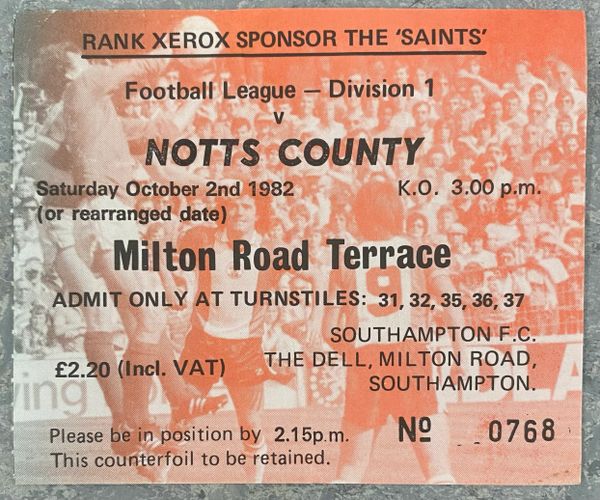 RANK XEROX SPONSOR THE 'SAINTS'
Football League — Division 1
v
NOTTS COUNTY
Saturday October 2nd 1982 K.O. 3.00 p.m.
(or rearranged date)
Milton Road Terrace
ADMIT ONLY AT TURNSTILES: 31, 32, 35, 36, 37
SOUTHAMPTON F.C.
£2.20 (Incl. VAT) THE DELL, MILTON ROAD,
SOUTHAMPTON.
Please be in position by 2.15p.m. Nº 0768
This counterfoil to be retained.
9